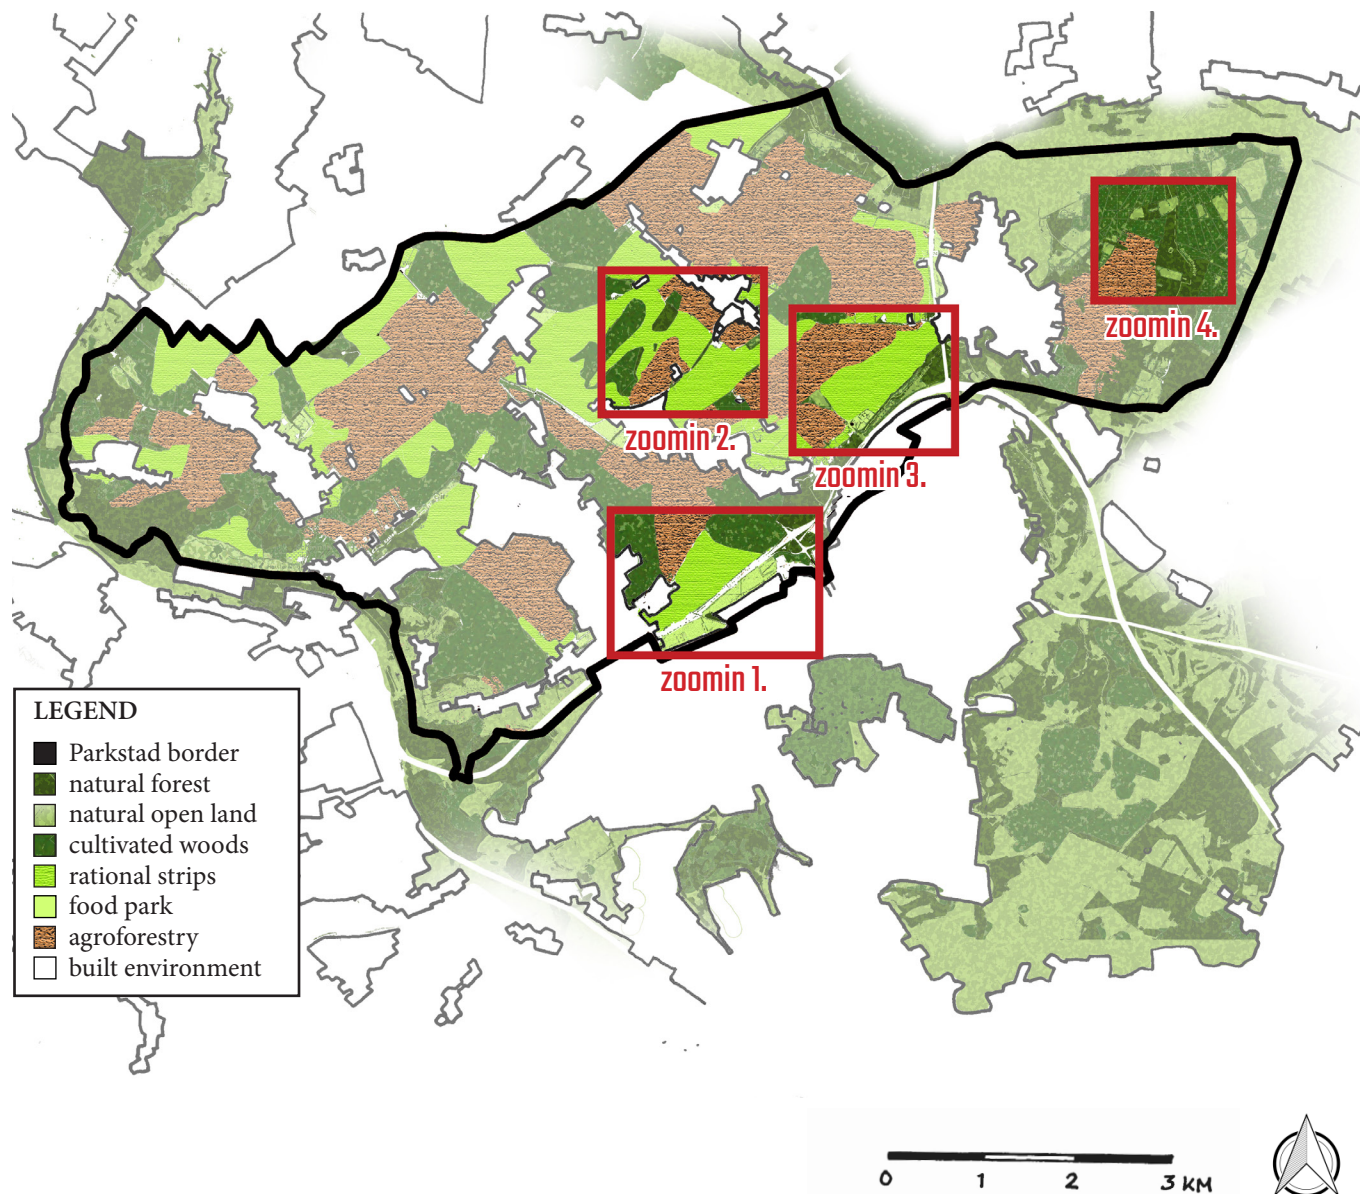 zoomin 4.
zoomin 2.
zoomin 3.
zoomin 1.
LEGEND
Parkstad border
natural forest
natural open land
cultivated woods
rational strips
food park
agroforestry
built environment
0 1 2 3 KM